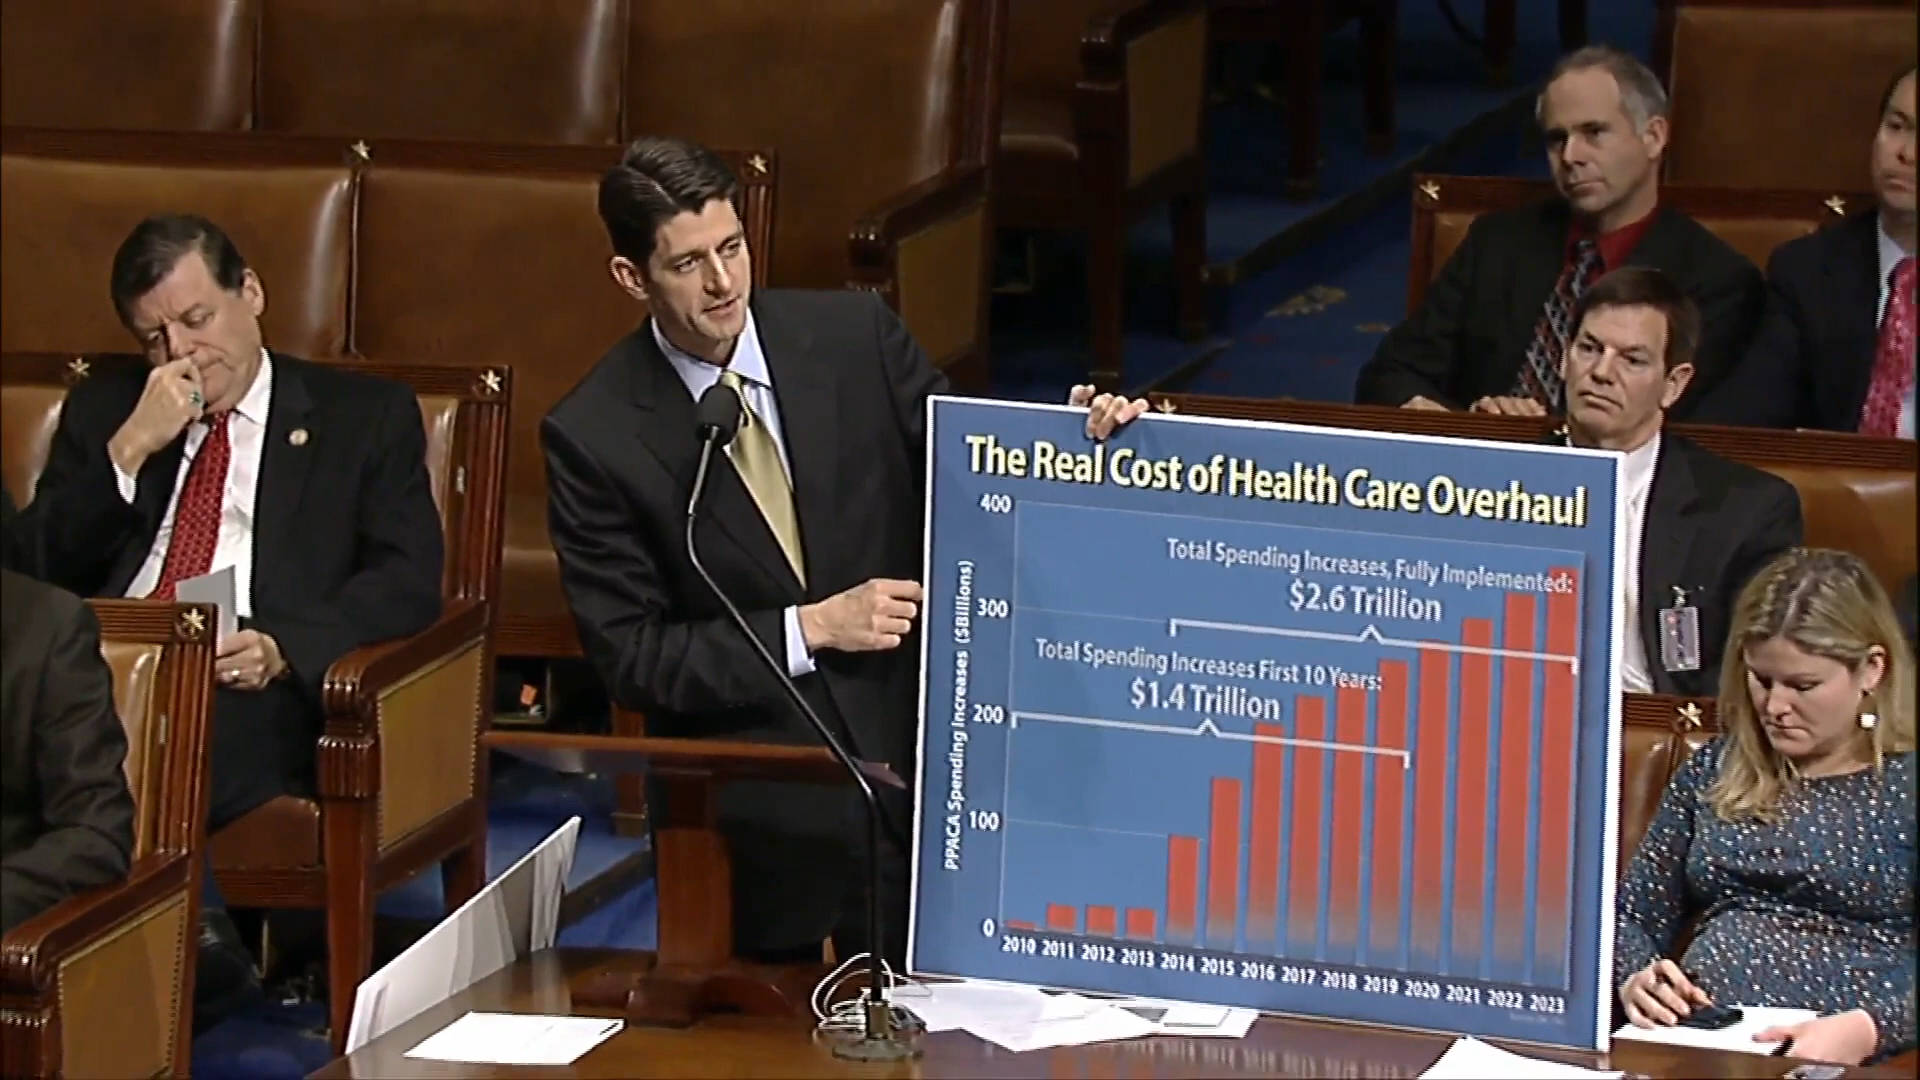 The Real Cost of Health Care Overhaul
400
300
200
100
0
PPACA Spending Increases ($Billions)
Total Spending Increases, Fully Implemented:
$2.6 Trillion
Total Spending Increases First 10 Years:
$1.4 Trillion
2010 2011 2012 2013 2014 2015 2016 2017 2018 2019 2020 2021 2022 2023